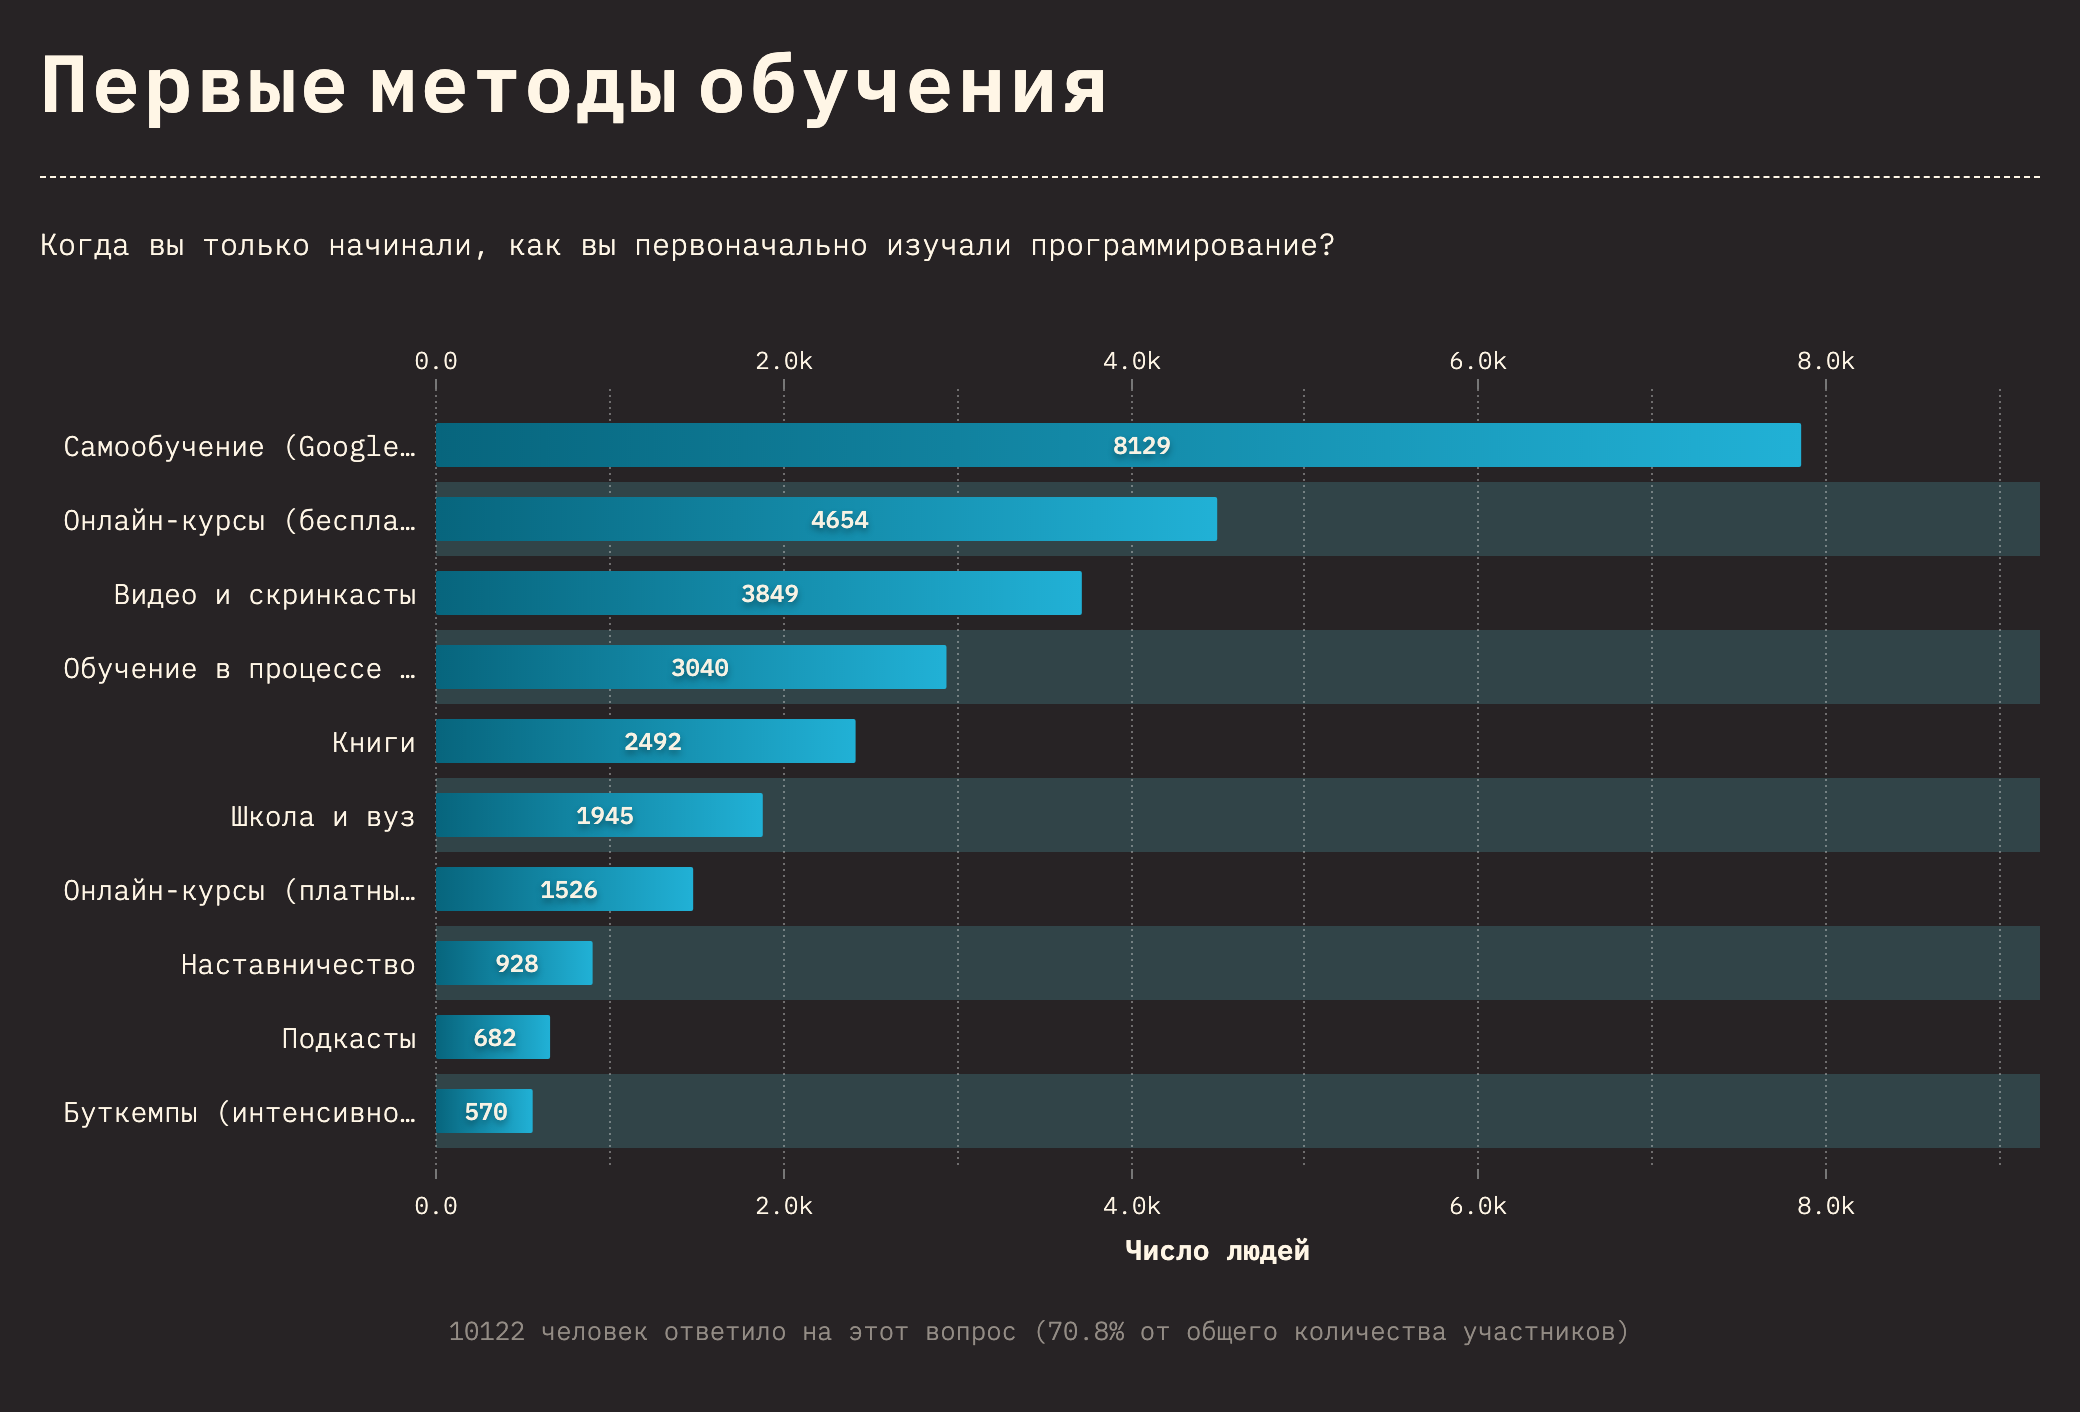 Первые методы обучения
Когда вы только начинали, как вы первоначально изучали программирование?
0.0 2.0k 4.0k 6.0k 8.0k
Самообучение (Google… 8129
Онлайн-курсы (беспла… 4654
Видео и скринкасты 3849
Обучение в процессе … 3040
Книги 2492
Школа и вуз 1945
Онлайн-курсы (платны… 1526
Наставничество 928
Подкасты 682
Буткемпы (интенсивно… 570
0.0 2.0k 4.0k 6.0k 8.0k
Число людей
10122 человек ответило на этот вопрос (70.8% от общего количества участников)